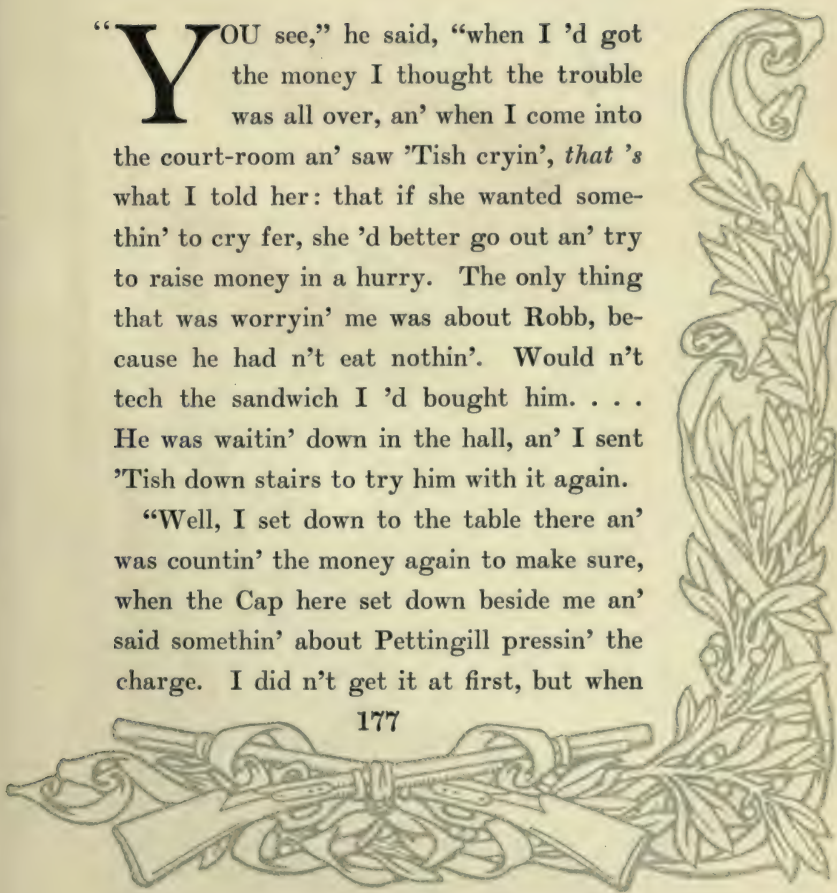 “YOU see,” he said, “when I ’d got
the money I thought the trouble
was all over, an’ when I come into
the court-room an’ saw ’Tish cryin’, that ’s
what I told her: that if she wanted some-
thin’ to cry fer, she ’d better go out an’ try
to raise money in a hurry. The only thing
that was worryin’ me was about Robb, be-
cause he had n’t eat nothin’. Would n’t
tech the sandwich I ’d bought him. . . .
He was waitin’ down in the hall, an’ I sent
’Tish down stairs to try him with it again.
“Well, I set down to the table there an’
was countin’ the money again to make sure,
when the Cap here set down beside me an’
said somethin’ about Pettingill pressin’ the
charge. I did n’t get it at first, but when
177